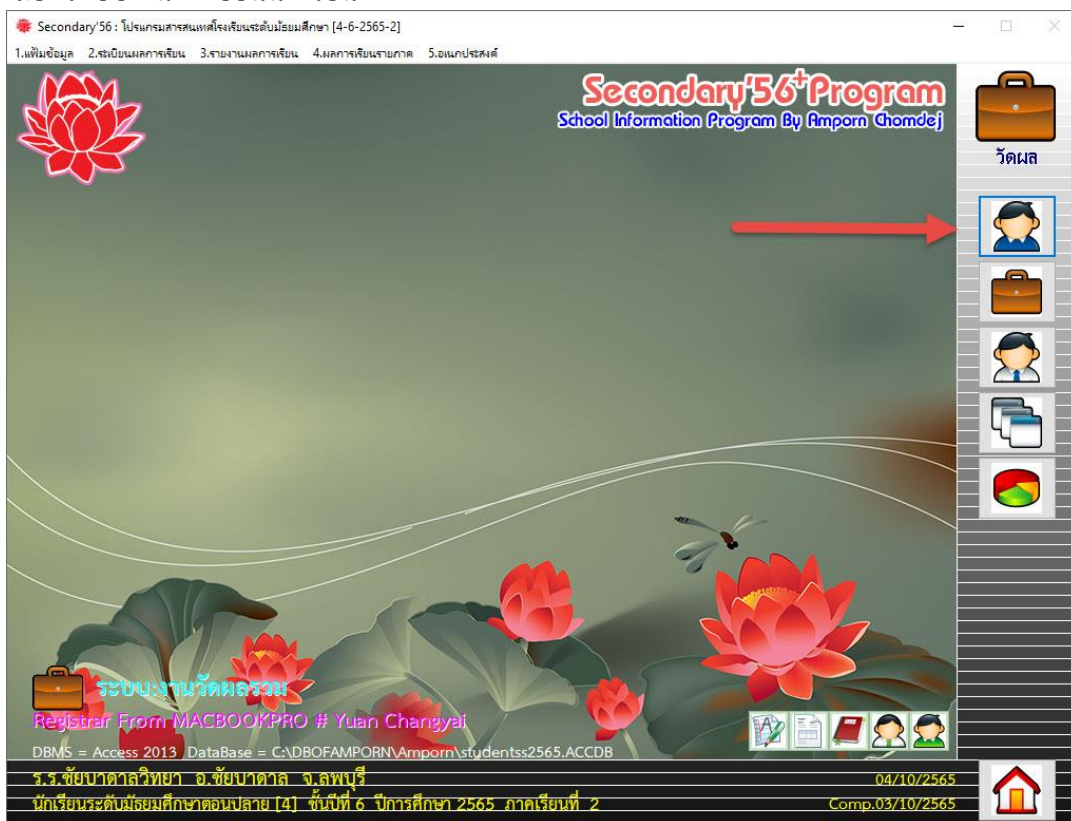 Secondary'56 : โปรแกรมสารสนเทศโรงเรียนระดับมัธยมศึกษา [4-6-2565-2]
1.แฟ้มข้อมูล 2.ระเบียนผลการเรียน 3.รายงานผลการเรียน 4.ผลการเรียนรายภาค 5.อเนกประสงค์
Secondary'56+Program
School Information Program By Amporn Chomdej
วัดผล
ระบบ:งานวัดผลรวม
Registrar From MACBOOKPRO # Yuan Changyai
DBMS = Access 2013 DataBase = C:\DBOFAMPORN\Amporn\studentss2565.ACCDB
ร.ร.ชัยบาดาลวิทยา อ.ชัยบาดาล จ.ลพบุรี 04/10/2565
นักเรียนระดับมัธยมศึกษาตอนปลาย [4] ชั้นปีที่ 6 ปีการศึกษา 2565 ภาคเรียนที่ 2 Comp.03/10/2565